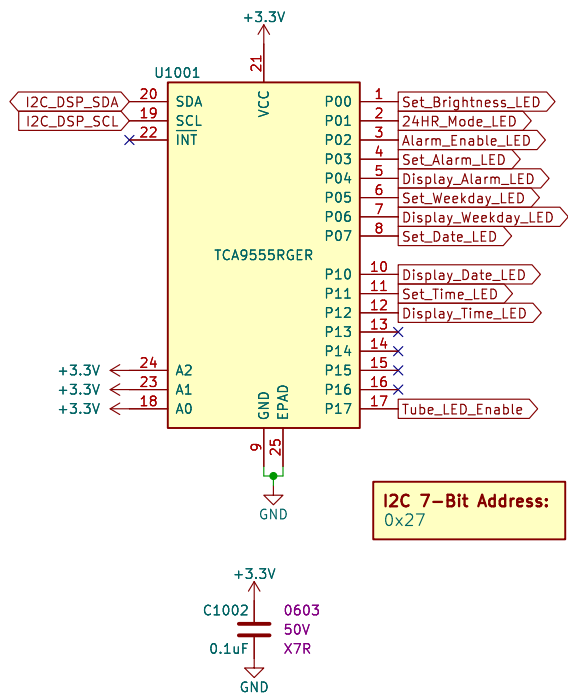 +3.3V
U1001
21
VCC
I2C_DSP_SDA 20 SDA P00 1 Set_Brightness_LED
I2C_DSP_SCL 19 SCL P01 2 24HR_Mode_LED
22 INT P02 3 Alarm_Enable_LED
P03 4 Set_Alarm_LED
P04 5 Display_Alarm_LED
P05 6 Set_Weekday_LED
P06 7 Display_Weekday_LED
P07 8 Set_Date_LED
TCA9555RGER
P10 10 Display_Date_LED
P11 11 Set_Time_LED
P12 12 Display_Time_LED
P13 13
P14 14
+3.3V 24 A2 P15 15
+3.3V 23 A1 P16 16
+3.3V 18 A0 P17 17 Tube_LED_Enable
GND EPAD
9 25
GND
I2C 7-Bit Address:
0x27
+3.3V
C1002 0603
50V
0.1uF X7R
GND